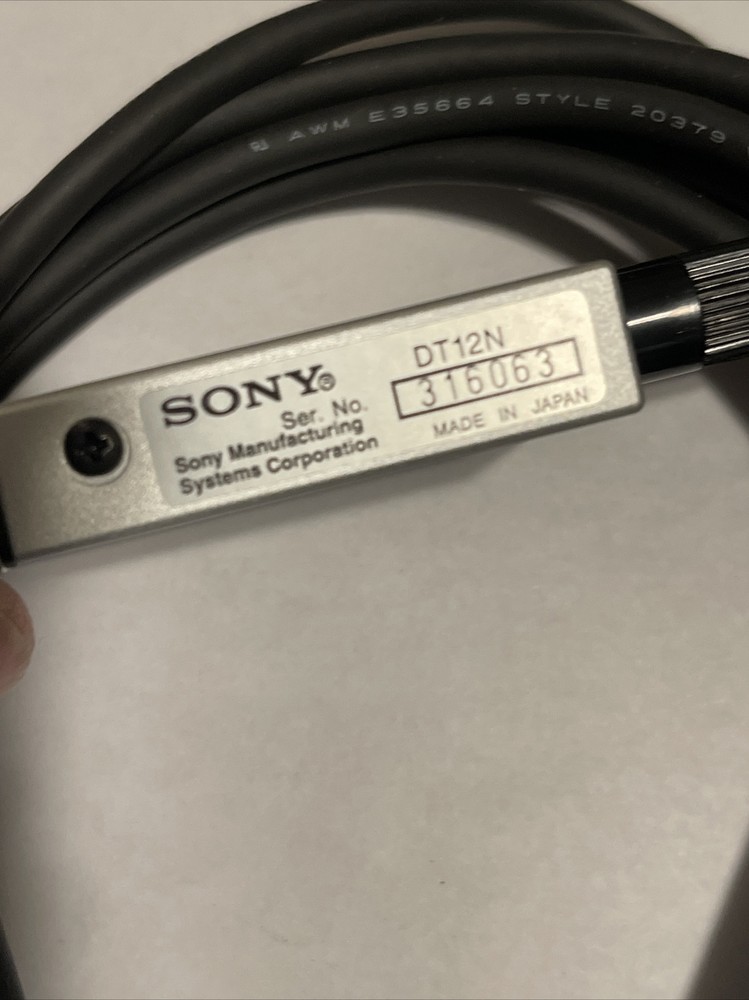 AWM E35664 STYLE 20379
SONY®
Ser. No.
Sony Manufacturing
Systems Corporation
DT12N
316063
MADE IN JAPAN